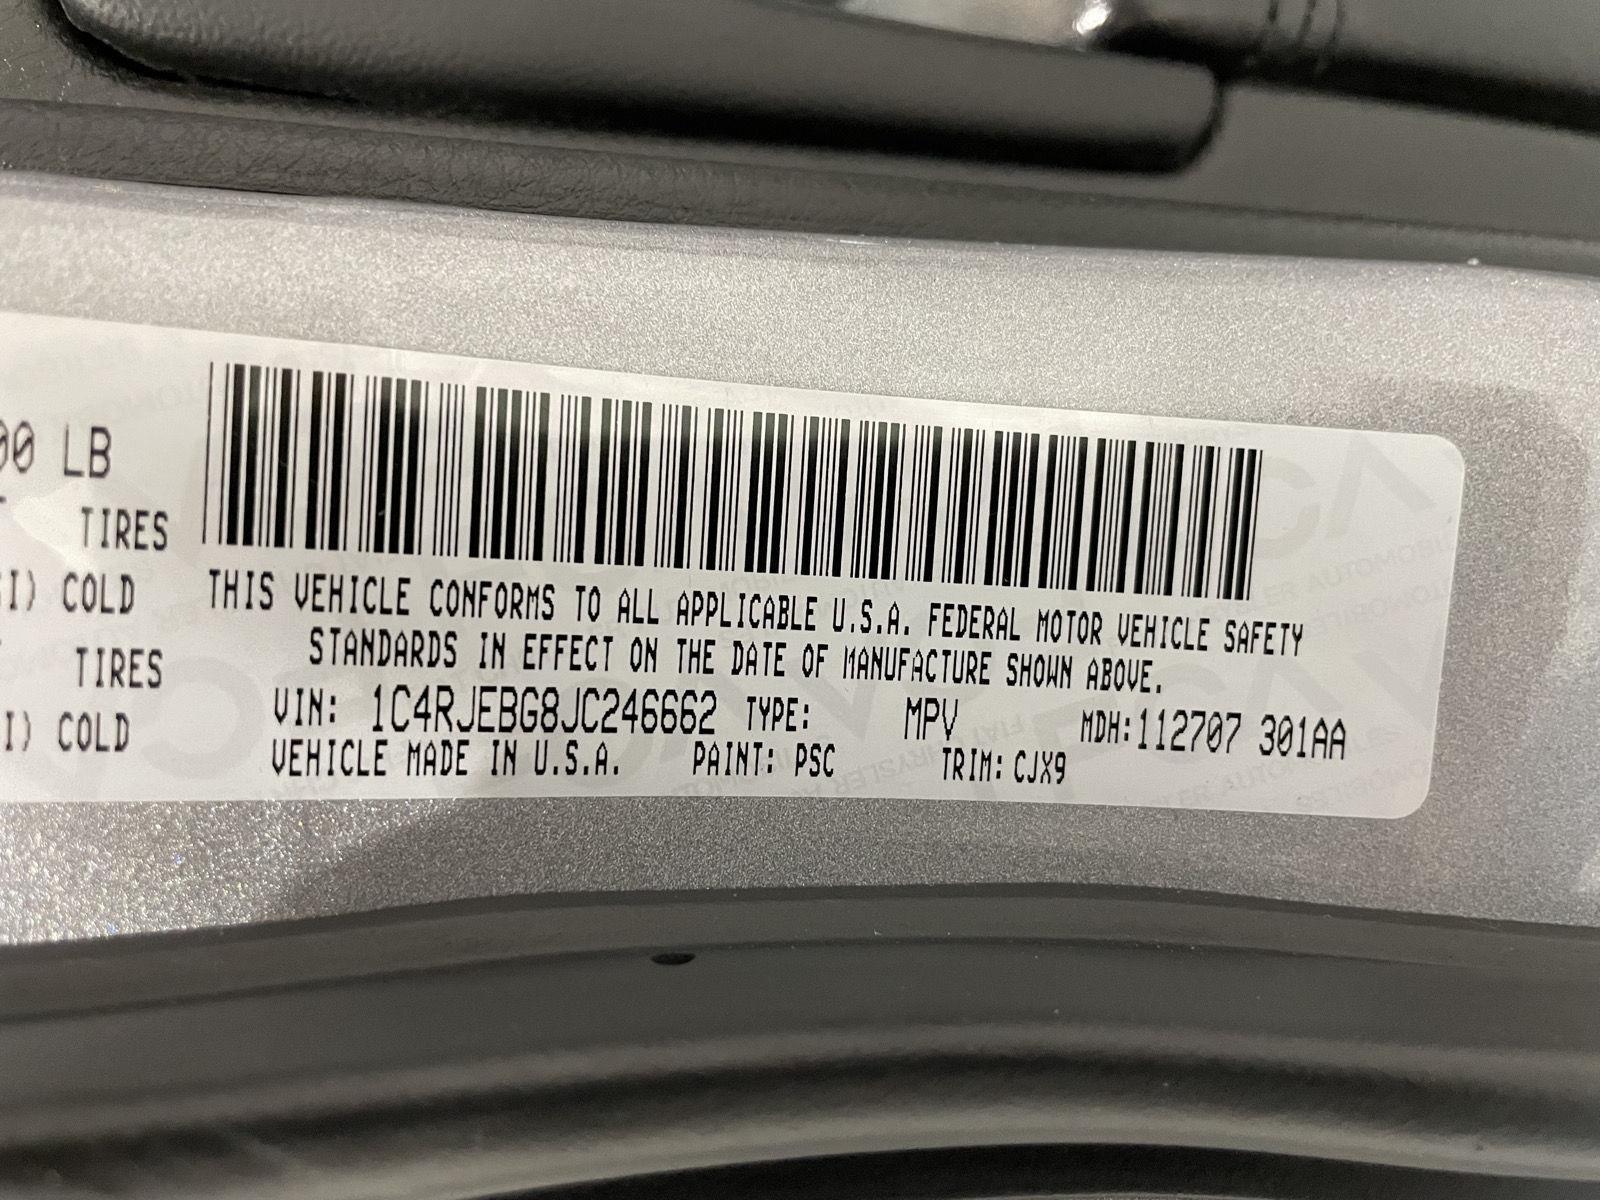 00 LB
TIRES
I) COLD
TIRES
I) COLD
THIS VEHICLE CONFORMS TO ALL APPLICABLE U.S.A. FEDERAL MOTOR VEHICLE SAFETY
STANDARDS IN EFFECT ON THE DATE OF MANUFACTURE SHOWN ABOVE.
VIN: 1C4RJEBG8JC246662 TYPE: MPV MDH:112707 301AA
VEHICLE MADE IN U.S.A. PAINT: PSC TRIM: CJX9